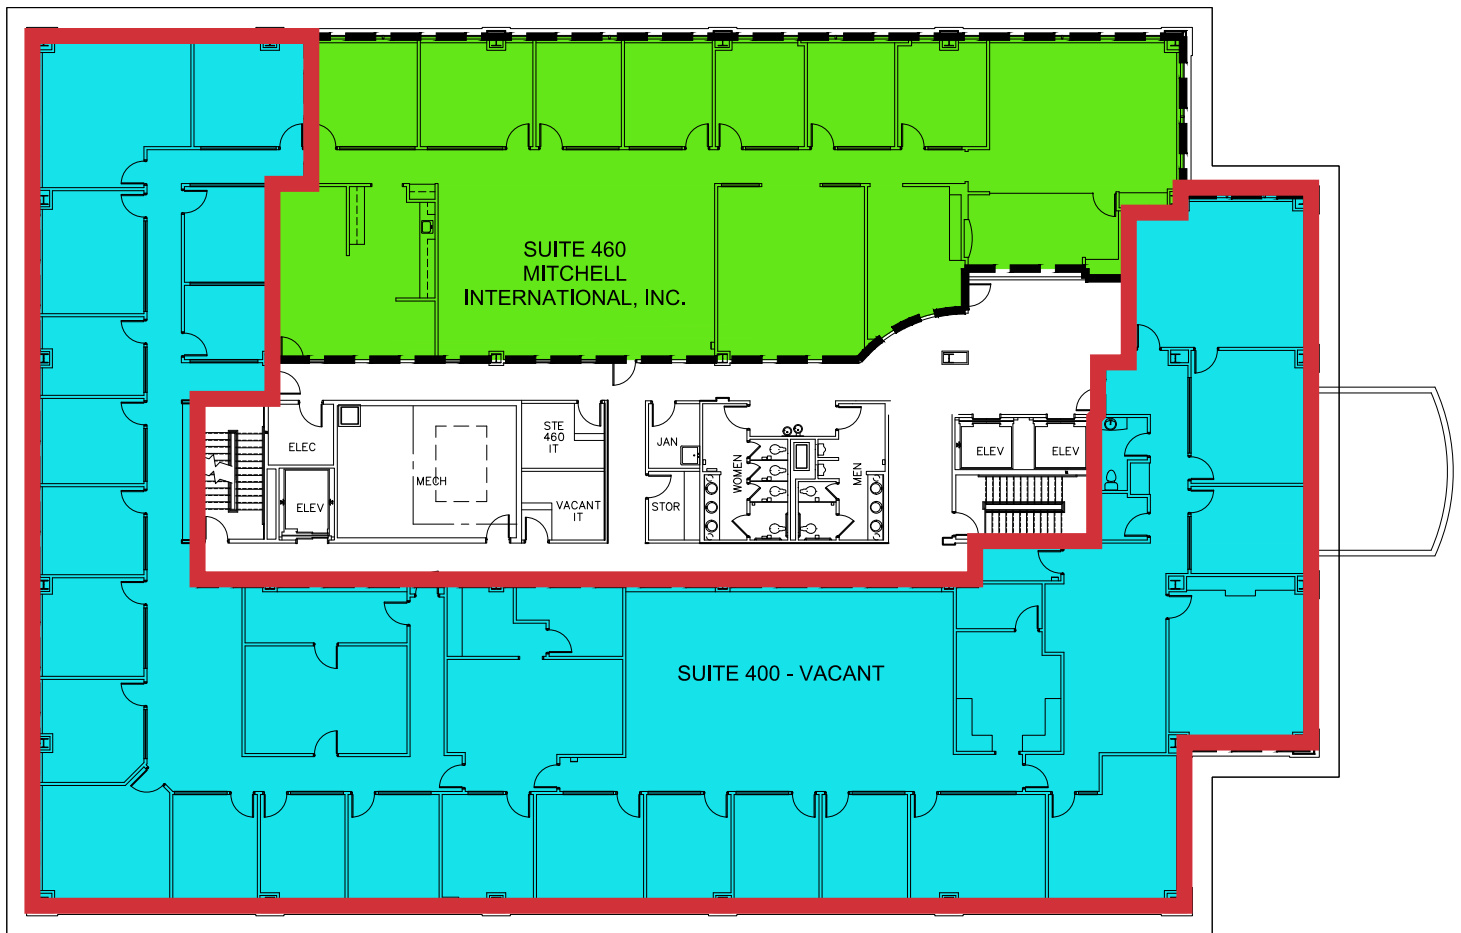 SUITE 460
MITCHELL
INTERNATIONAL, INC.
ELEC
ELEV
MECH
STE
460
IT
VACANT
IT
JAN
STOR
WOMEN
MEN
ELEV
ELEV
SUITE 400 - VACANT